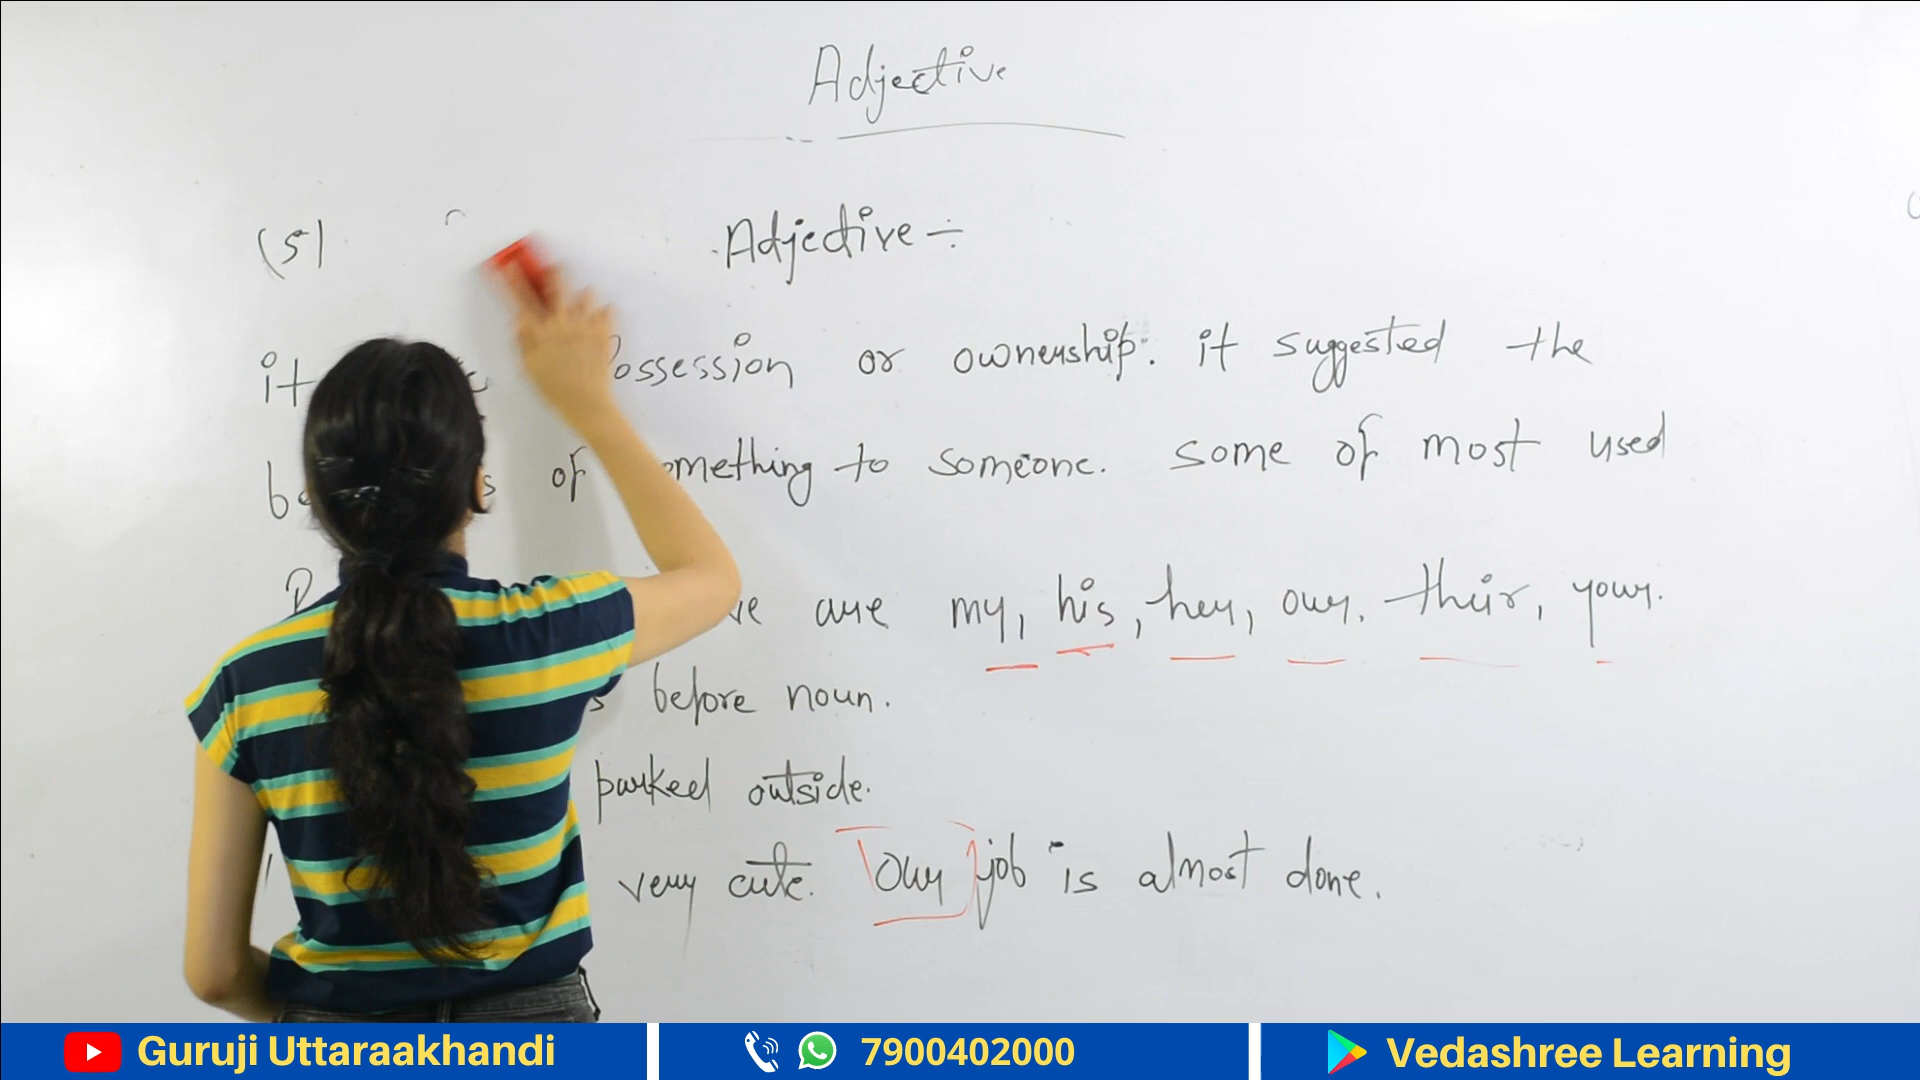 Adjective
(5) Adjective ÷
it Possession or ownership. it suggested the
of something to someone. Some of most used
are my, his, her, our. their, your.
before noun.
parked outside.
very cute. Our job is almost done.
Guruji Uttaraakhandi 7900402000 Vedashree Learning